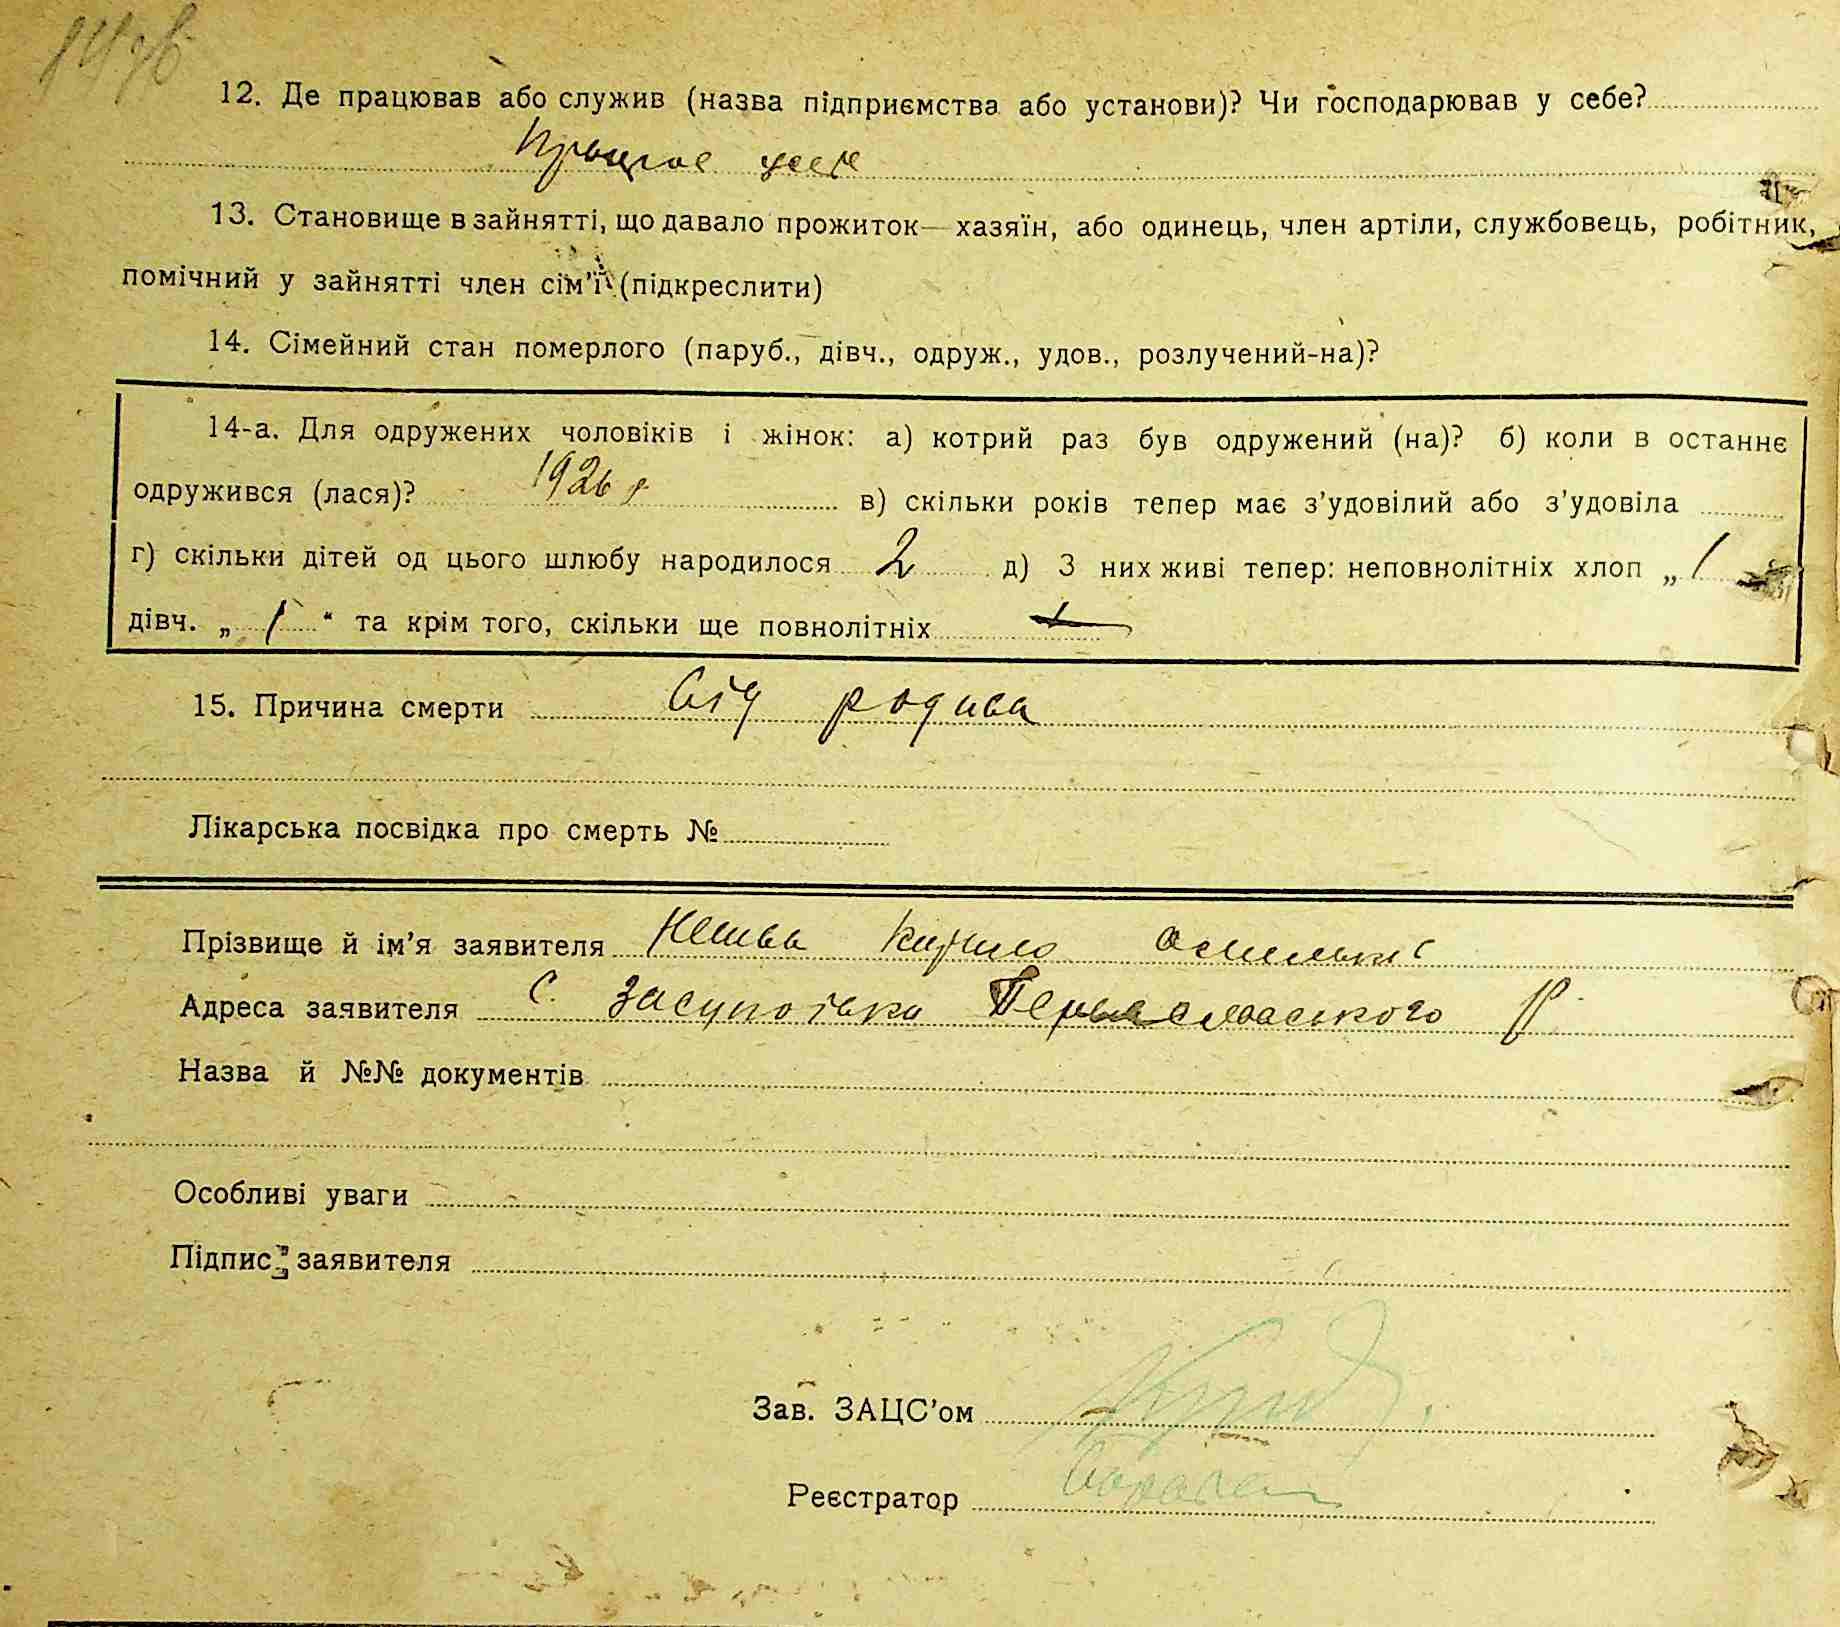 12. Де працював або служив (назва підприємства або установи)? Чи господарював у себе?
13. Становище в зайнятті, що давало прожиток — хазяїн, або одинець, член артіли, службовець, робітник,
помічний у зайнятті член сім'ї (підкреслити)
14. Сімейний стан померлого (паруб., дівч., одруж., удов., розлучений-на)?
14-а. Для одружених чоловіків і жінок: а) котрий раз був одружений (на)? б) коли в останнє
одружився (лася)? 1926 р в) скільки років тепер має з'удовілий або з'удовіла
г) скільки дітей од цього шлюбу народилося 2 д) З них живі тепер: неповнолітніх хлоп „ 1
дівч. „ 1 “ та крім того, скільки ще повнолітніх
15. Причина смерти Від родива
Лікарська посвідка про смерть №
Прізвище й ім'я заявителя Кирило
Адреса заявителя с. Засупоївка р
Назва й №№ документів
Особливі уваги
Підпис заявителя
Зав. ЗАЦС'ом
Реєстратор